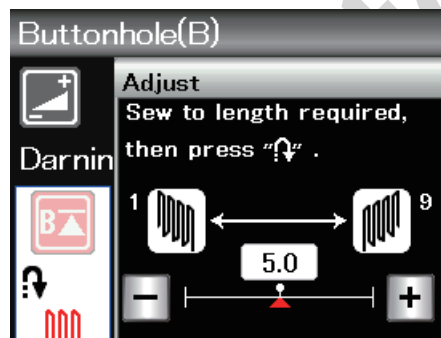 Buttonhole(B)
Adjust
Sew to length required,
Darnin
then press "".
B
1
9
5.0